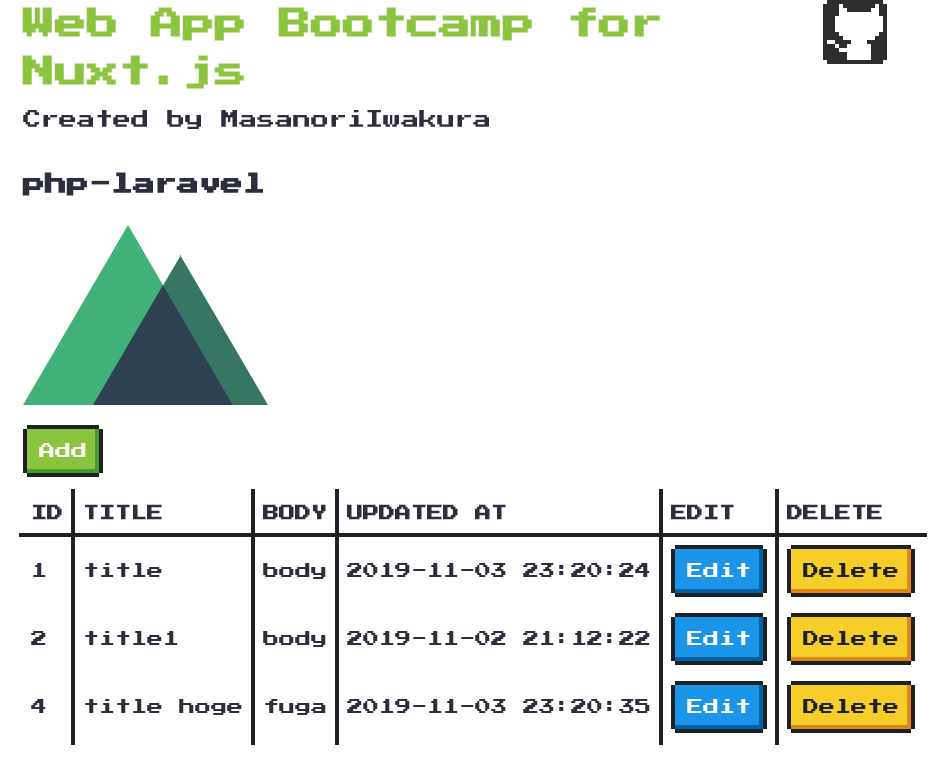 Web App Bootcamp for
Nuxt.js
Created by MasanoriIwakura
php-laravel
Add
ID TITLE BODY UPDATED AT EDIT DELETE
1 title body 2019-11-03 23:20:24 Edit Delete
2 title1 body 2019-11-02 21:12:22 Edit Delete
4 title hoge fuga 2019-11-03 23:20:35 Edit Delete